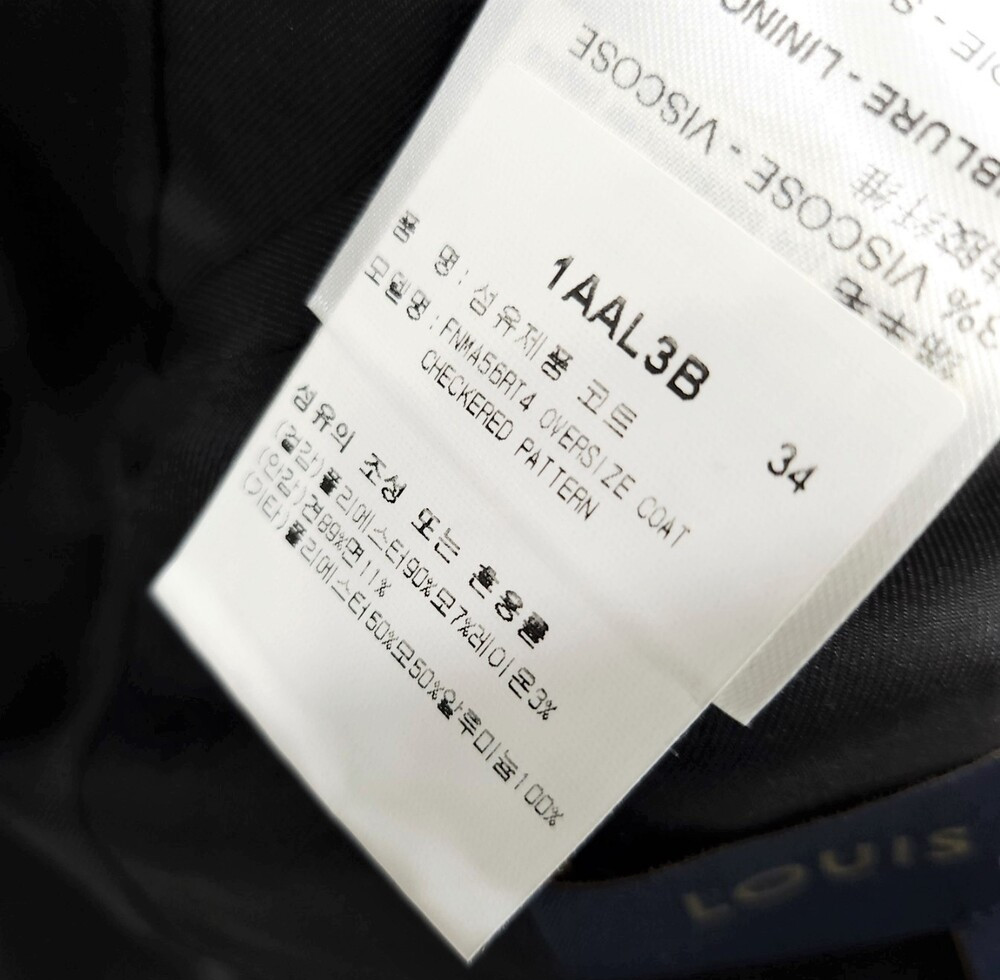 1AAL3B
34
품 명 : 섬유제품 코트
모델명 : FNMA56RT4 OVERSIZE COAT
CHECKERED PATTERN
섬유의 조성 또는 혼용률
(겉감)폴리에스터90%모7%레이온3%
(안감)견89%면11%
(기타)폴리에스터50%모50%알루미늄100%
VISCOSE - VISCOSE
BLURE - LINING
% VISCOSE
LOUIS